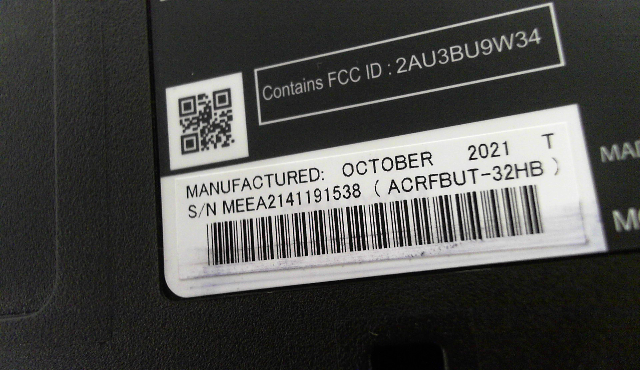 Contains FCC ID : 2AU3BU9W34
MANUFACTURED: OCTOBER 2021 T
S/N MEEA2141191538 ( ACRFBUT-32HB )